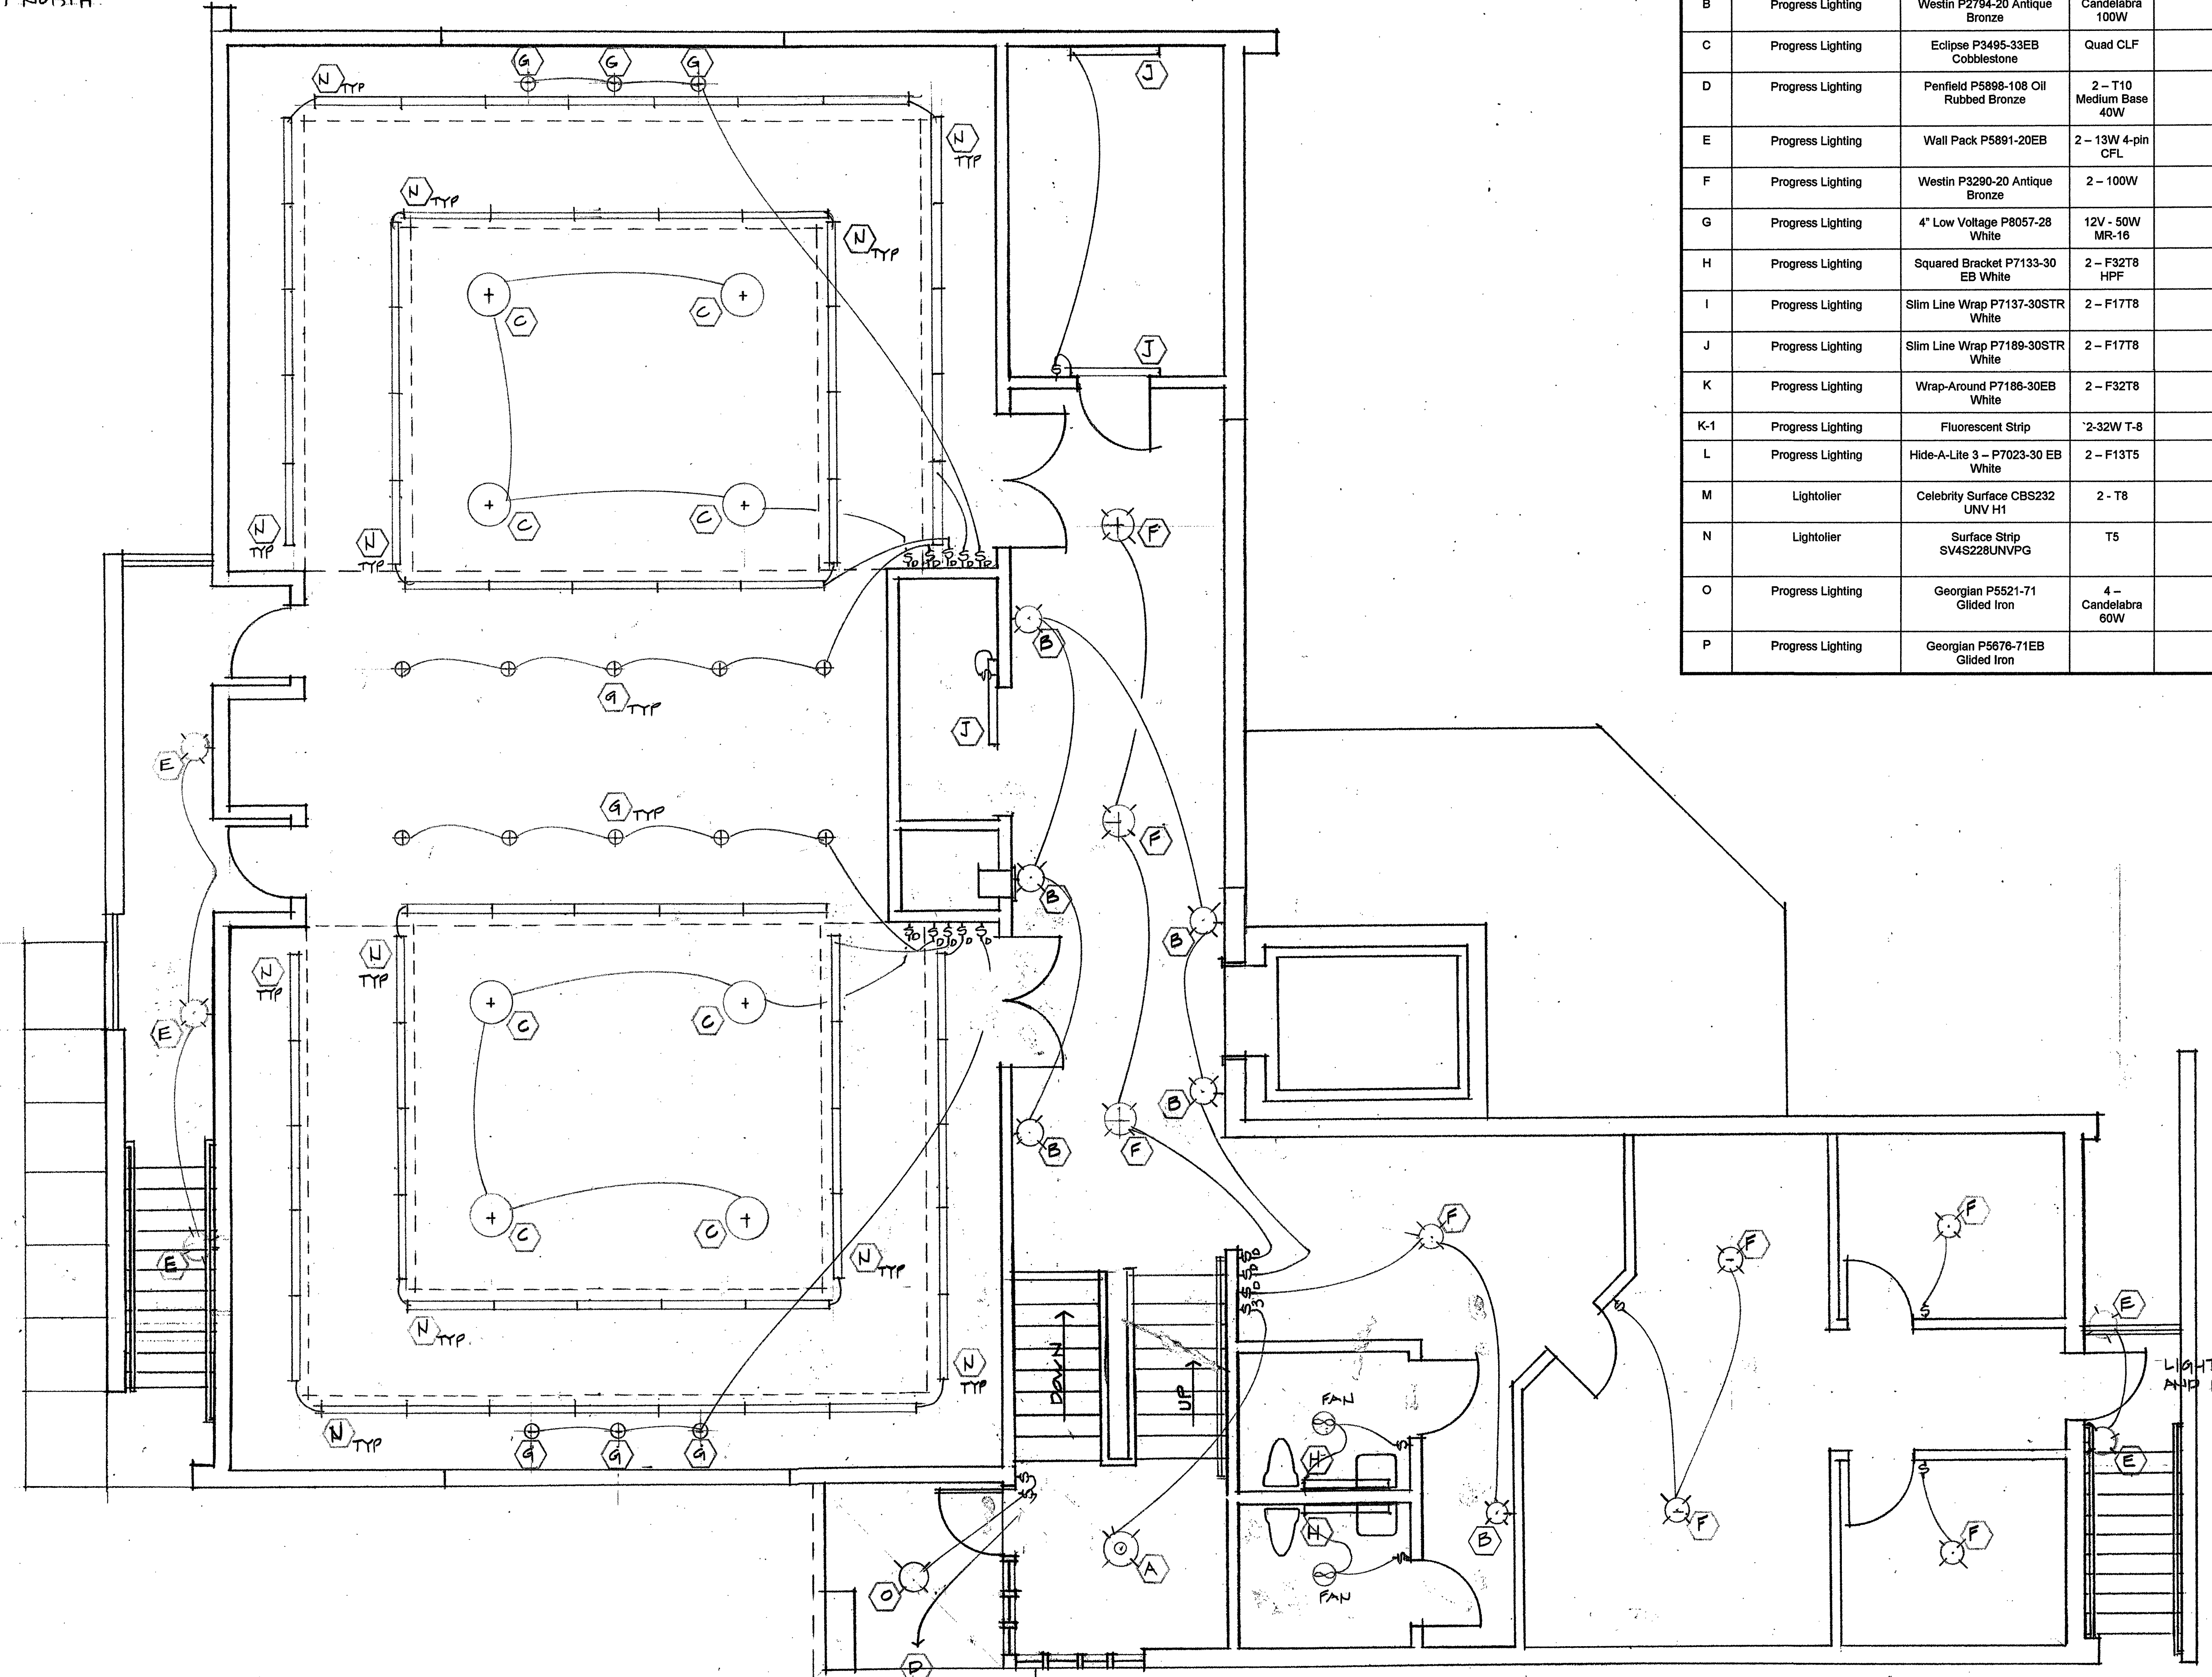 B Progress Lighting Westin P2794-20 Antique Bronze Candelabra 100W
C Progress Lighting Eclipse P3495-33EB Cobblestone Quad CLF
D Progress Lighting Penfield P5898-108 Oil Rubbed Bronze 2 – T10 Medium Base 40W
E Progress Lighting Wall Pack P5891-20EB 2 – 13W 4-pin CFL
F Progress Lighting Westin P3290-20 Antique Bronze 2 – 100W
G Progress Lighting 4" Low Voltage P8057-28 White 12V - 50W MR-16
H Progress Lighting Squared Bracket P7133-30 EB White 2 – F32T8 HPF
I Progress Lighting Slim Line Wrap P7137-30STR White 2 – F17T8
J Progress Lighting Slim Line Wrap P7189-30STR White 2 – F17T8
K Progress Lighting Wrap-Around P7186-30EB White 2 – F32T8
K-1 Progress Lighting Fluorescent Strip `2-32W T-8
L Progress Lighting Hide-A-Lite 3 – P7023-30 EB White 2 – F13T5
M Lightolier Celebrity Surface CBS232 UNV H1 2 - T8
N Lightolier Surface Strip SV4S228UNVPG T5
O Progress Lighting Georgian P5521-71 Glided Iron 4 – Candelabra 60W
P Progress Lighting Georgian P5676-71EB Glided Iron
G G G
N TYP
J
N TYP
N TYP
N TYP
C C
J
C C
N TYP
N TYP
F
S D S D S D S D S D
B
G TYP
J
E
G TYP
F
B
B
S D S D S D S D S D
N TYP
N TYP
C C
E
B
B
F
C C
F
F
F
N TYP
E
S D
S D
S D
S 3
N TYP
DOWN
UP
E
N TYP
N TYP
G G G
FAN
H
E
F
B
H
F
A
FAN
O
P
LIGHT
AND